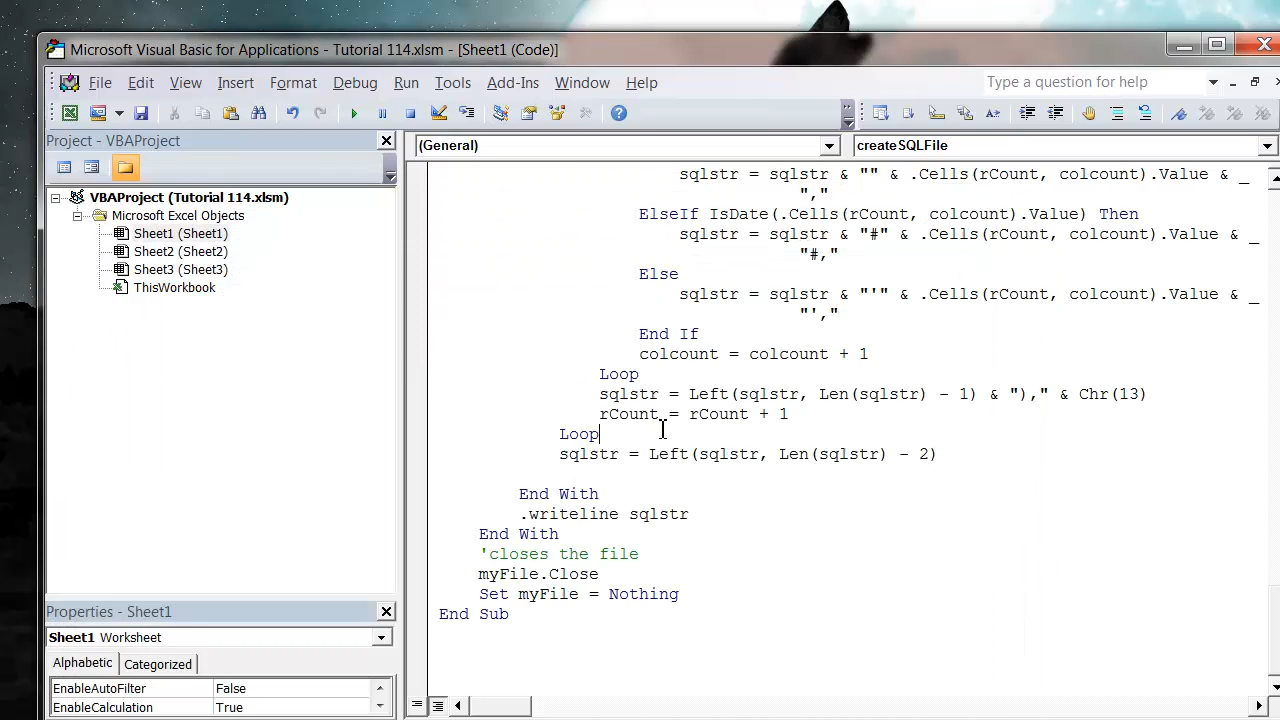 Microsoft Visual Basic for Applications - Tutorial 114.xlsm - [Sheet1 (Code)]
File Edit View Insert Format Debug Run Tools Add-Ins Window Help
Type a question for help
Project - VBAProject
(General)
createSQLFile
VBAProject (Tutorial 114.xlsm)
Microsoft Excel Objects
Sheet1 (Sheet1)
Sheet2 (Sheet2)
Sheet3 (Sheet3)
ThisWorkbook
sqlstr = sqlstr & "" & .Cells(rCount, colcount).Value & _
","
ElseIf IsDate(.Cells(rCount, colcount).Value) Then
sqlstr = sqlstr & "#" & .Cells(rCount, colcount).Value & _
"#,"
Else
sqlstr = sqlstr & "'" & .Cells(rCount, colcount).Value & _
"',"
End If
colcount = colcount + 1
Loop
sqlstr = Left(sqlstr, Len(sqlstr) - 1) & ")," & Chr(13)
rCount = rCount + 1
Loop
sqlstr = Left(sqlstr, Len(sqlstr) - 2)
End With
.writeline sqlstr
End With
'closes the file
myFile.Close
Set myFile = Nothing
End Sub
Properties - Sheet1
Sheet1 Worksheet
Alphabetic Categorized
EnableAutoFilter False
EnableCalculation True